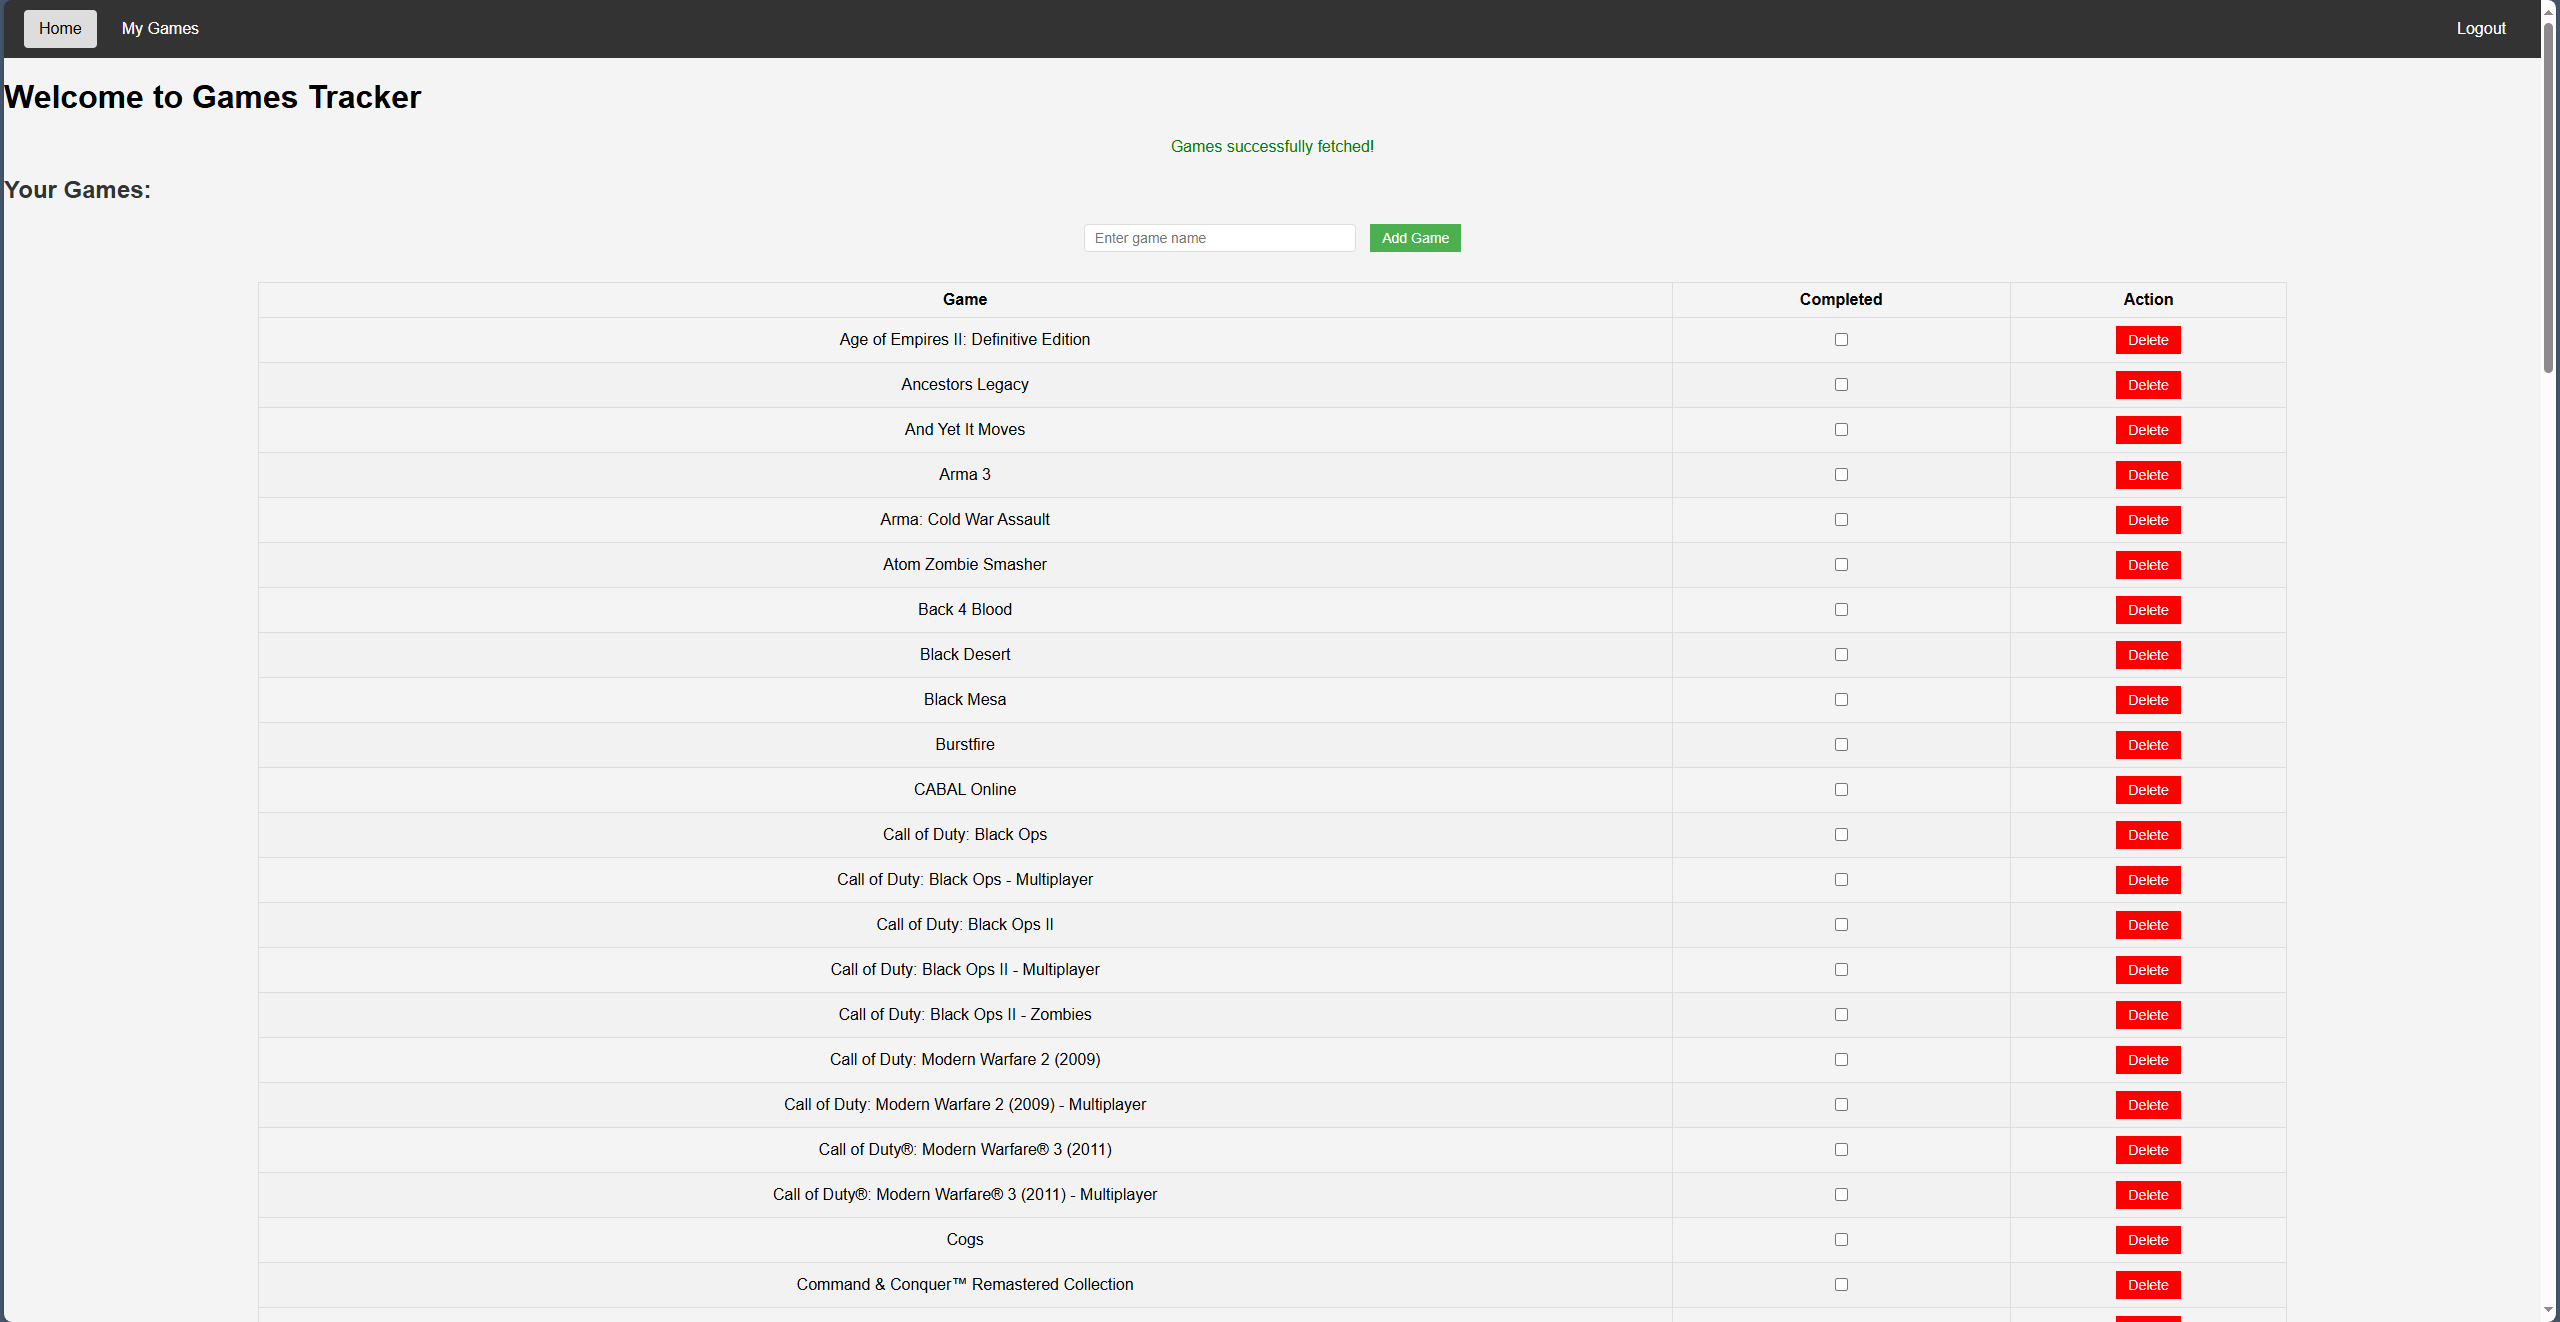 Home My Games Logout
Welcome to Games Tracker
Games successfully fetched!
Your Games:
Enter game name Add Game
Game Completed Action
Age of Empires II: Definitive Edition Delete
Ancestors Legacy Delete
And Yet It Moves Delete
Arma 3 Delete
Arma: Cold War Assault Delete
Atom Zombie Smasher Delete
Back 4 Blood Delete
Black Desert Delete
Black Mesa Delete
Burstfire Delete
CABAL Online Delete
Call of Duty: Black Ops Delete
Call of Duty: Black Ops - Multiplayer Delete
Call of Duty: Black Ops II Delete
Call of Duty: Black Ops II - Multiplayer Delete
Call of Duty: Black Ops II - Zombies Delete
Call of Duty: Modern Warfare 2 (2009) Delete
Call of Duty: Modern Warfare 2 (2009) - Multiplayer Delete
Call of Duty®: Modern Warfare® 3 (2011) Delete
Call of Duty®: Modern Warfare® 3 (2011) - Multiplayer Delete
Cogs Delete
Command & Conquer™ Remastered Collection Delete